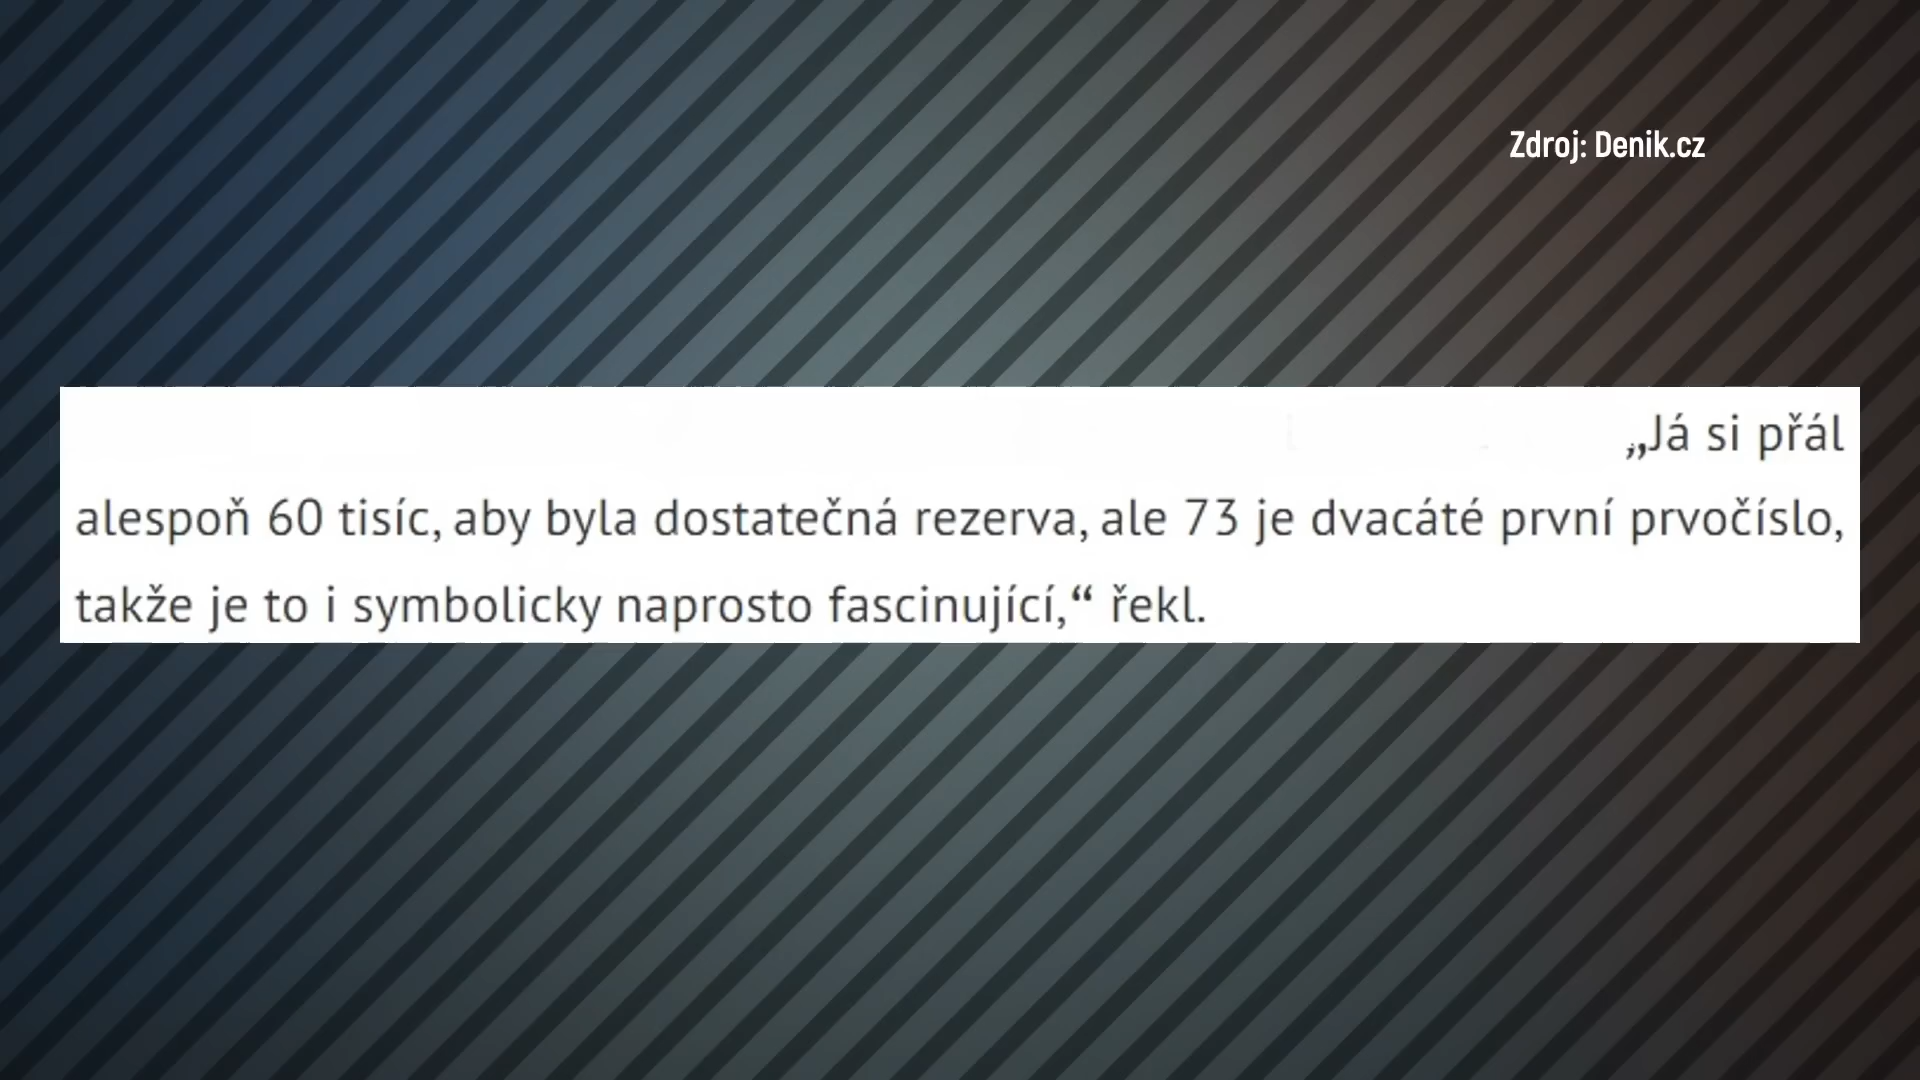 Zdroj: Denik.cz
„Já si přál
alespoň 60 tisíc, aby byla dostatečná rezerva, ale 73 je dvacáté první prvočíslo,
takže je to i symbolicky naprosto fascinující,“ řekl.